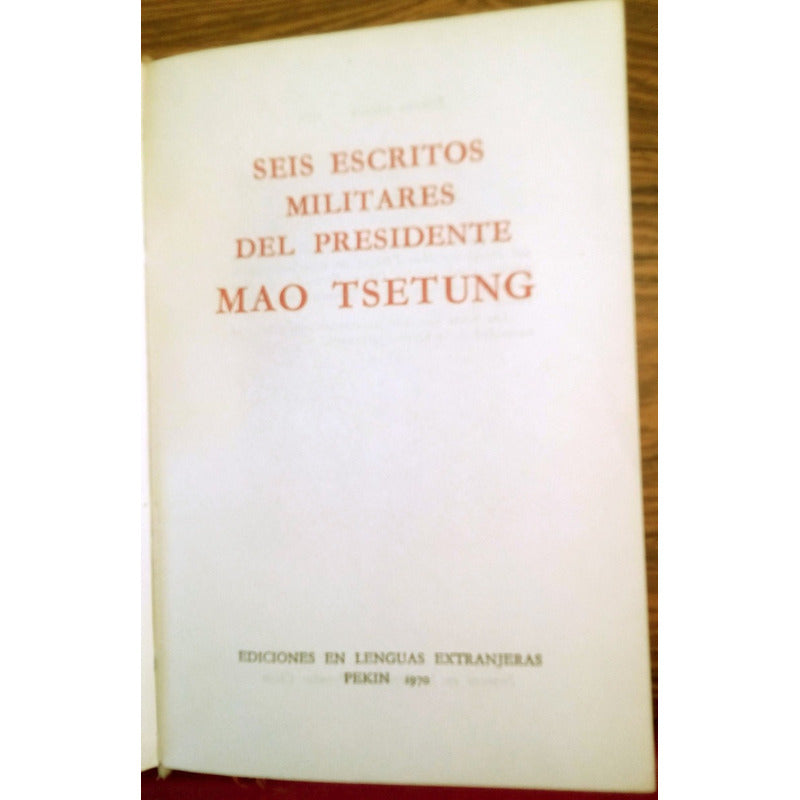 SEIS ESCRITOS
MILITARES
DEL PRESIDENTE
MAO TSETUNG
EDICIONES EN LENGUAS EXTRANJERAS
PEKIN 1970